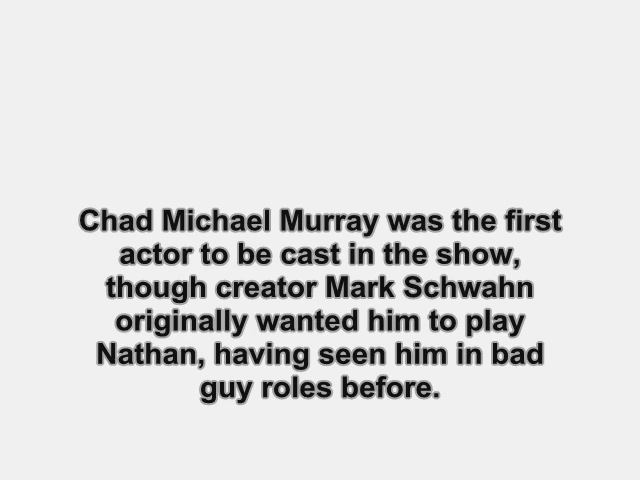 Chad Michael Murray was the first
actor to be cast in the show,
though creator Mark Schwahn
originally wanted him to play
Nathan, having seen him in bad
guy roles before.